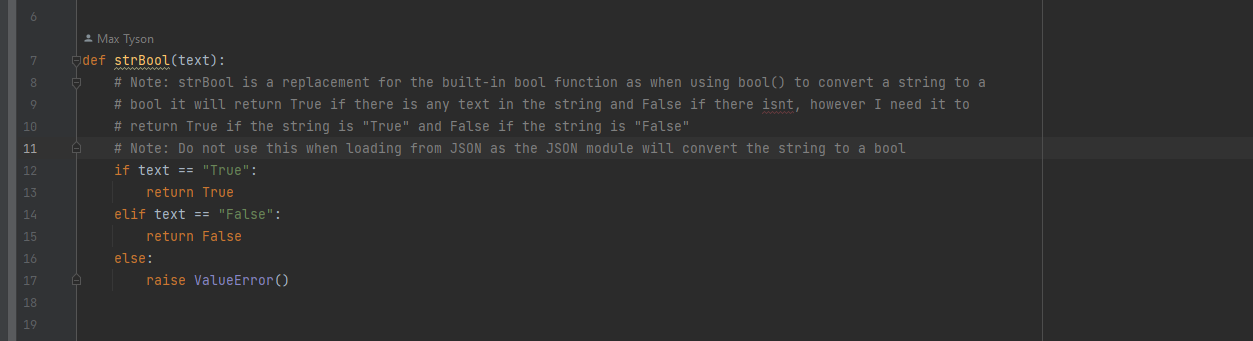 6
Max Tyson
7 def strBool(text):
8 # Note: strBool is a replacement for the built-in bool function as when using bool() to convert a string to a
9 # bool it will return True if there is any text in the string and False if there isnt, however I need it to
10 # return True if the string is "True" and False if the string is "False"
11 # Note: Do not use this when loading from JSON as the JSON module will convert the string to a bool
12 if text == "True":
13 return True
14 elif text == "False":
15 return False
16 else:
17 raise ValueError()
18
19